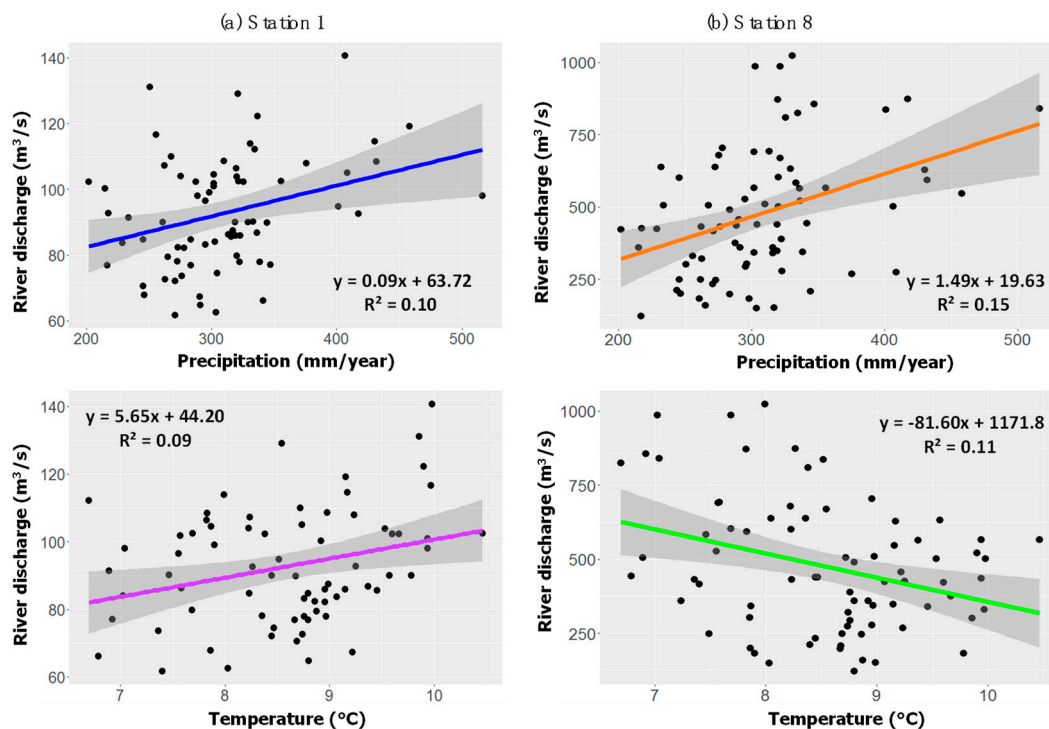 (a) Station 1
(b) Station 8
River discharge (m³/s)
140
120
100
80
60
y = 0.09x + 63.72
R² = 0.10
200
300
400
500
Precipitation (mm/year)
River discharge (m³/s)
1000
750
500
250
y = 1.49x + 19.63
R² = 0.15
200
300
400
500
Precipitation (mm/year)
River discharge (m³/s)
140
120
100
80
60
y = 5.65x + 44.20
R² = 0.09
7
8
9
10
Temperature (°C)
River discharge (m³/s)
1000
750
500
250
y = -81.60x + 1171.8
R² = 0.11
7
8
9
10
Temperature (°C)